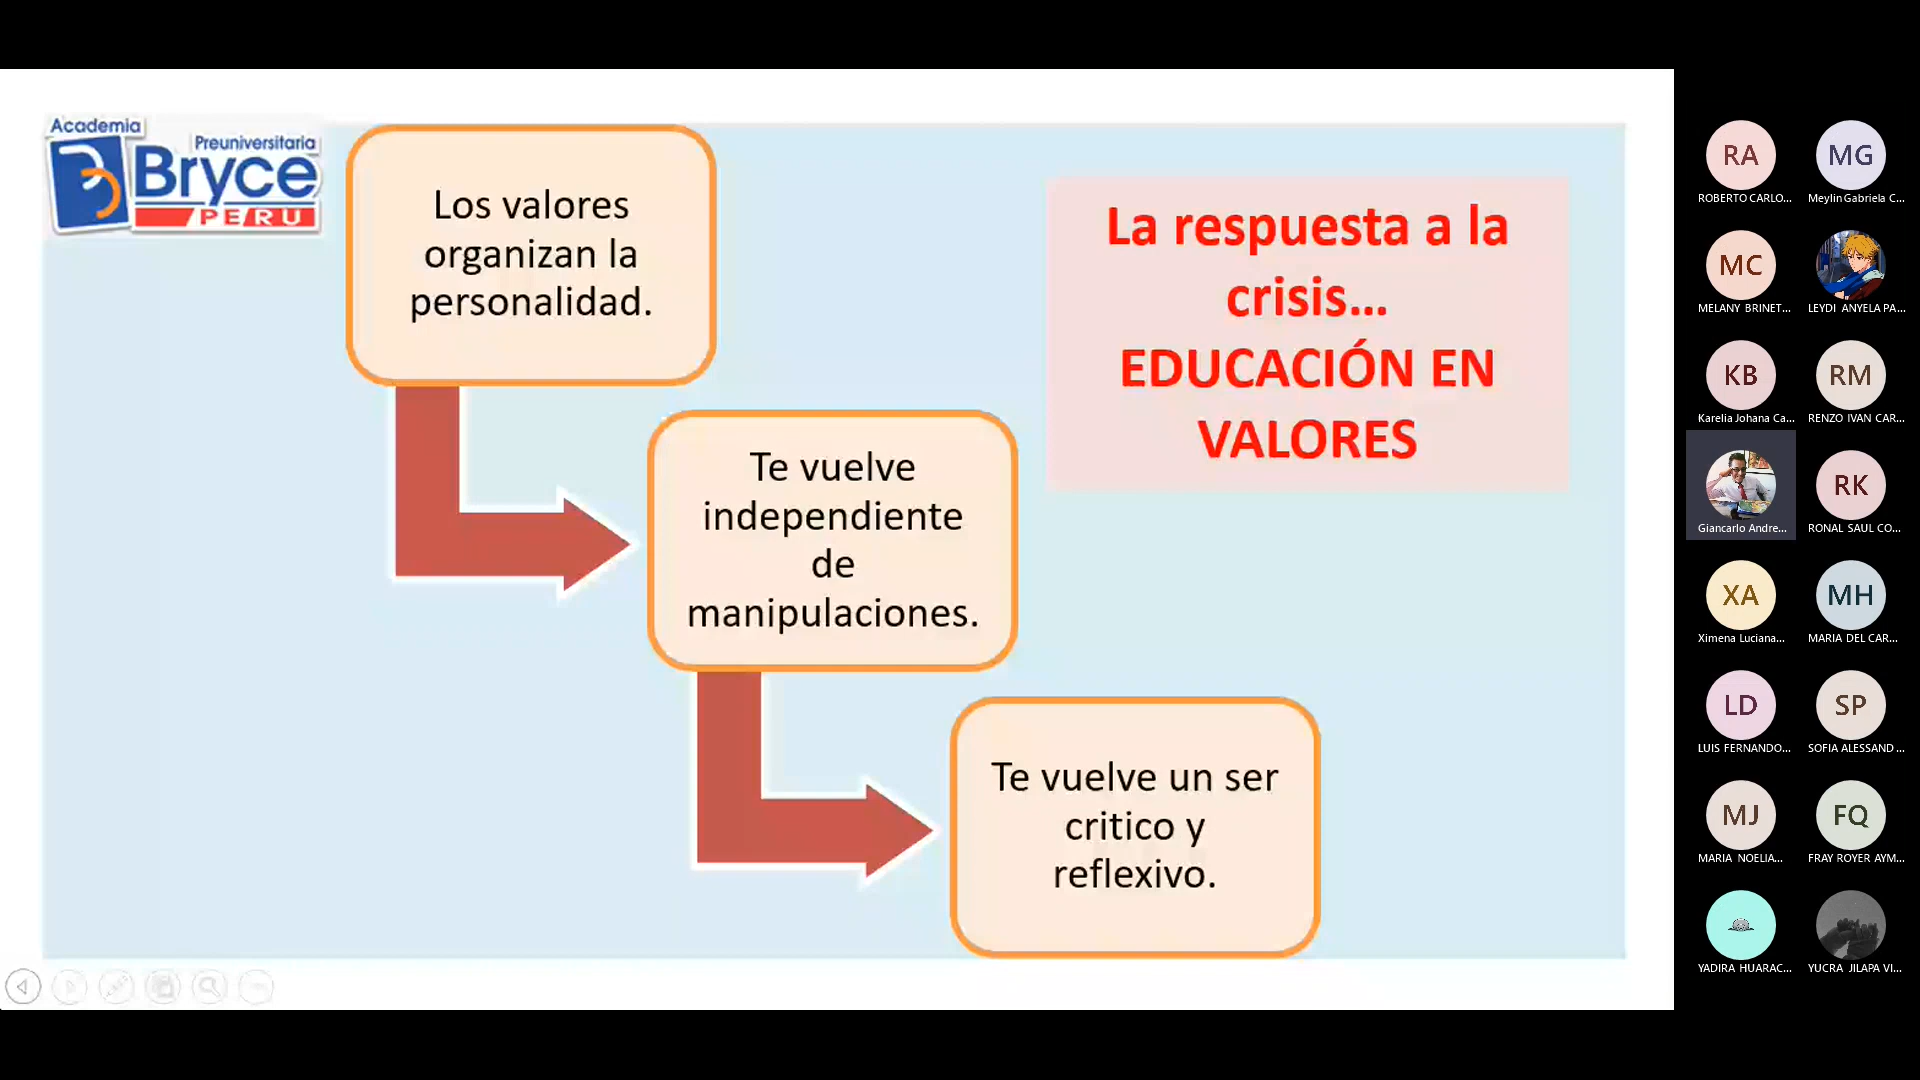 Academia
Preuniversitaria
Bryce
PERU
Los valores
organizan la
personalidad.
La respuesta a la
crisis...
EDUCACIÓN EN
VALORES
Te vuelve
independiente
de
manipulaciones.
Te vuelve un ser
critico y
reflexivo.
RA
ROBERTO CARLO...
MG
Meylin Gabriela C...
MC
MELANY BRINET...
LEYDI ANYELA PA...
KB
Karelia Johana Ca...
RM
RENZO IVAN CAR...
Giancarlo Andre...
RK
RONAL SAUL CO...
XA
Ximena Luciana...
MH
MARIA DEL CAR...
LD
LUIS FERNANDO...
SP
SOFIA ALESSAND...
MJ
MARIA NOELIA...
FQ
FRAY ROYER AYM...
YADIRA HUARAC...
YUCRA JILAPA VI...